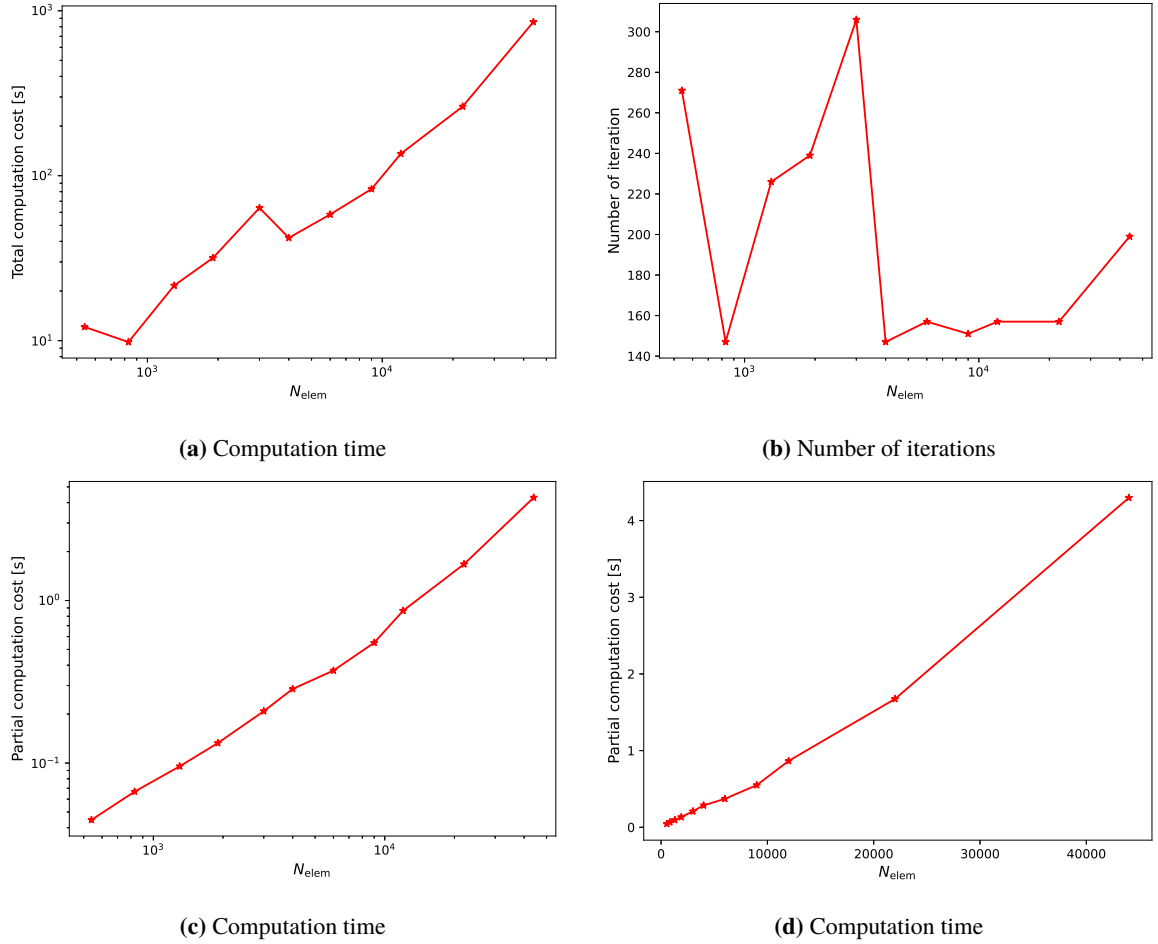 10³
10²
10¹
Total computation cost [s]
10³
10⁴
N_elem
(a) Computation time
300
280
260
240
220
200
180
160
140
Number of iteration
10³
10⁴
N_elem
(b) Number of iterations
10⁰
10⁻¹
Partial computation cost [s]
10³
10⁴
N_elem
(c) Computation time
4
3
2
1
0
Partial computation cost [s]
0
10000
20000
30000
40000
N_elem
(d) Computation time